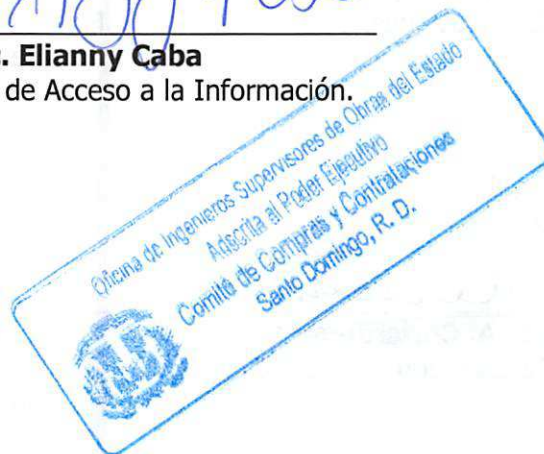 . Elianny Caba
de Acceso a la Información.
Oficina de Ingenieros Supervisores de Obras del Estado
Adscrita al Poder Ejecutivo
Comité de Compras y Contrataciones
Santo Domingo, R. D.